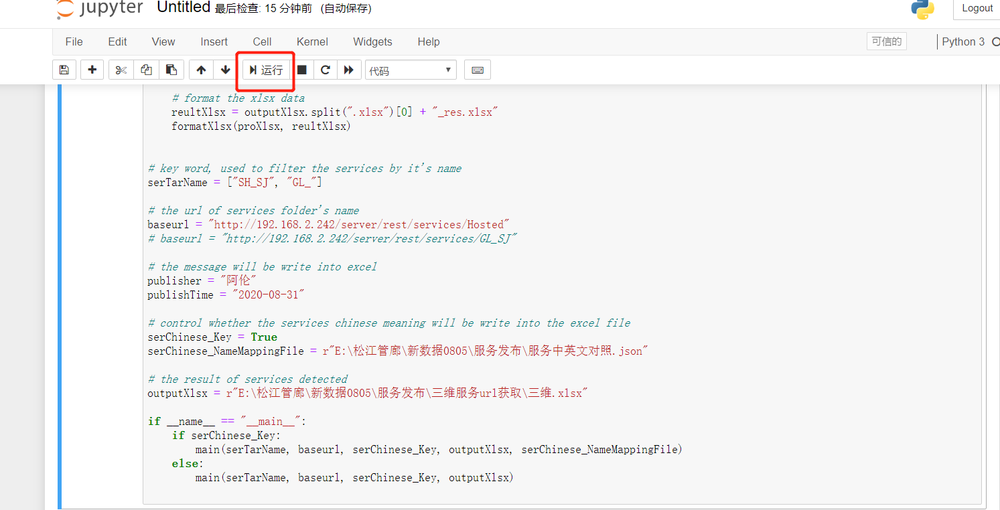 jupyter Untitled 最后检查: 15 分钟前 (自动保存) Logout
File Edit View Insert Cell Kernel Widgets Help 可信的 Python 3
运行 代码
# format the xlsx data
reultXlsx = outputXlsx.split(".xlsx")[0] + "_res.xlsx"
formatXlsx(proXlsx, reultXlsx)
# key word, used to filter the services by it's name
serTarName = ["SH_SJ", "GL_"]
# the url of services folder's name
baseurl = "http://192.168.2.242/server/rest/services/Hosted"
# baseurl = "http://192.168.2.242/server/rest/services/GL_SJ"
# the message will be write into excel
publisher = "阿伦"
publishTime = "2020-08-31"
# control whether the services chinese meaning will be write into the excel file
serChinese_Key = True
serChinese_NameMappingFile = r"E:\松江管廊\新数据0805\服务发布\服务中英文对照.json"
# the result of services detected
outputXlsx = r"E:\松江管廊\新数据0805\服务发布\三维服务url获取\三维.xlsx"
if __name__ == "__main__":
if serChinese_Key:
main(serTarName, baseurl, serChinese_Key, outputXlsx, serChinese_NameMappingFile)
else:
main(serTarName, baseurl, serChinese_Key, outputXlsx)